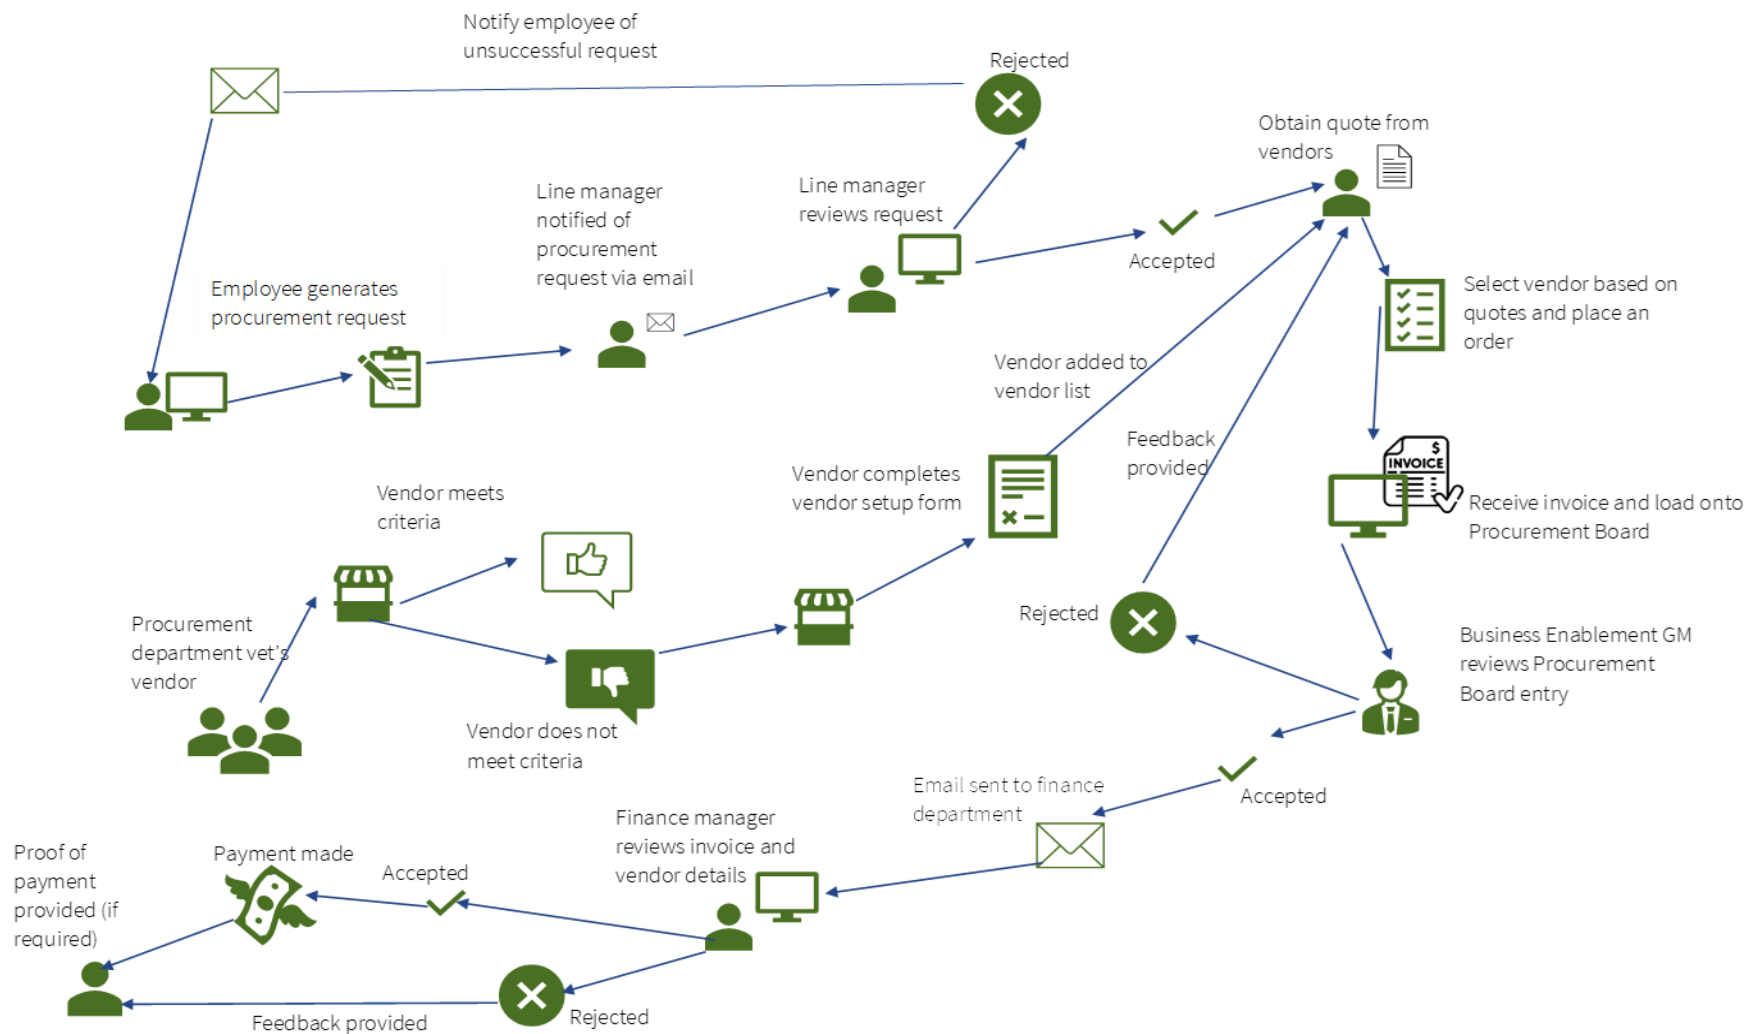 Notify employee of
unsuccessful request
Rejected
Obtain quote from
vendors
Line manager
reviews request
Line manager
notified of
procurement
request via email
Accepted
Employee generates
procurement request
Select vendor based on
quotes and place an
order
Vendor added to
vendor list
Feedback
provided
$
INVOICE
Receive invoice and load onto
Procurement Board
Vendor completes
vendor setup form
Vendor meets
criteria
Procurement
department vet's
vendor
Rejected
Business Enablement GM
reviews Procurement
Board entry
Vendor does not
meet criteria
Accepted
Email sent to finance
department
Finance manager
reviews invoice and
vendor details
Accepted
Payment made
Proof of
payment
provided (if
required)
Rejected
Feedback provided